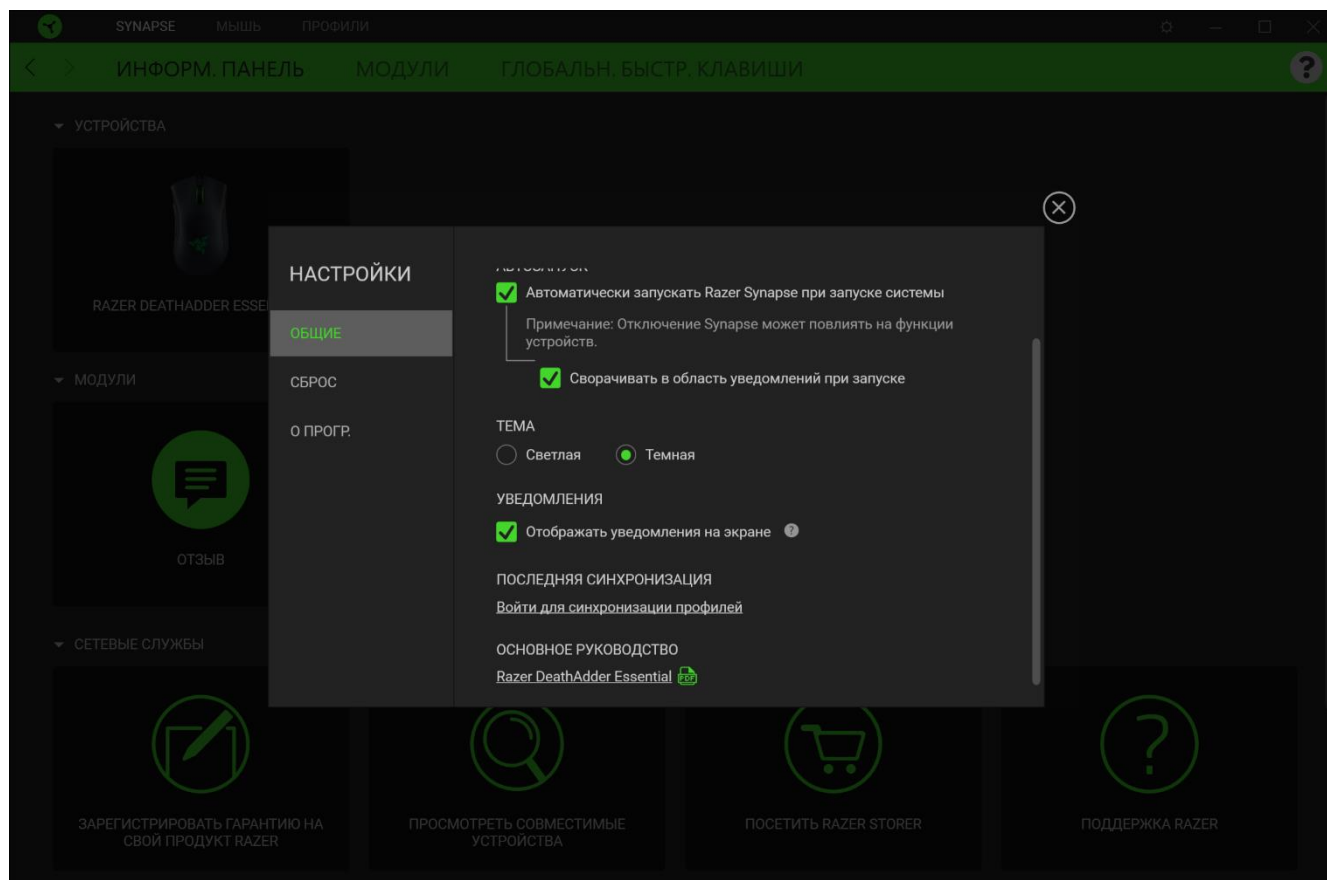 SYNAPSE МЫШЬ ПРОФИЛИ
ИНФОРМ. ПАНЕЛЬ МОДУЛИ ГЛОБАЛЬН. БЫСТР. КЛАВИШИ
УСТРОЙСТВА
RAZER DEATHADDER
МОДУЛИ
ОТЗЫВ
СЕТЕВЫЕ СЛУЖБЫ
ЗАРЕГИСТРИРОВАТЬ ГАРАНТИЮ НА
СВОЙ ПРОДУКТ RAZER
ПРОСМОТРЕТЬ СОВМЕСТИМЫЕ
УСТРОЙСТВА
ПОСЕТИТЬ RAZER STORER
ПОДДЕРЖКА RAZER
НАСТРОЙКИ
ОБЩИЕ
СБРОС
О ПРОГР.
Автоматически запускать Razer Synapse при запуске системы
Примечание: Отключение Synapse может повлиять на функции
устройств.
Сворачивать в область уведомлений при запуске
ТЕМА
Светлая Темная
УВЕДОМЛЕНИЯ
Отображать уведомления на экране ?
ПОСЛЕДНЯЯ СИНХРОНИЗАЦИЯ
Войти для синхронизации профилей
ОСНОВНОЕ РУКОВОДСТВО
Razer DeathAdder Essential PDF